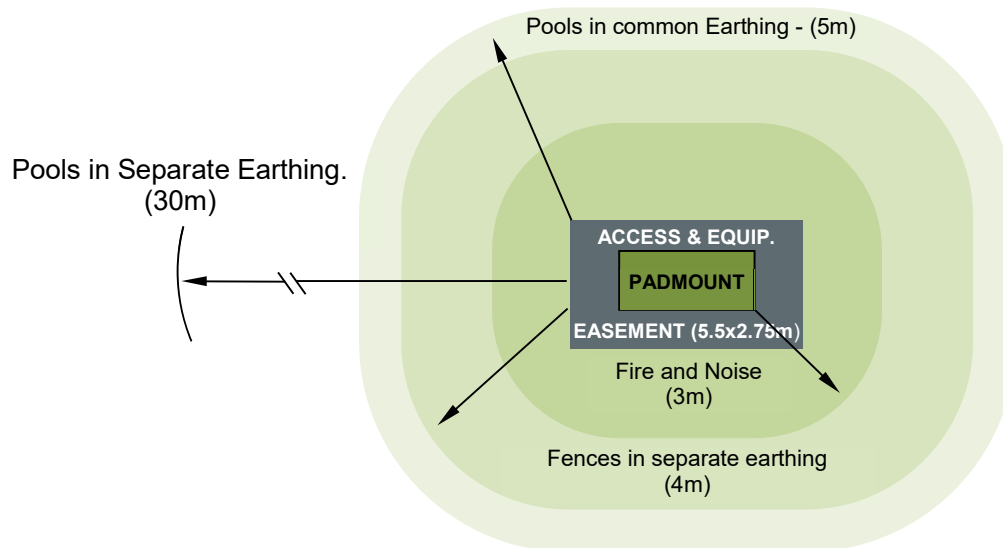 Pools in common Earthing - (5m)
Pools in Separate Earthing.
(30m)
ACCESS & EQUIP.
PADMOUNT
EASEMENT (5.5x2.75m)
Fire and Noise
(3m)
Fences in separate earthing
(4m)